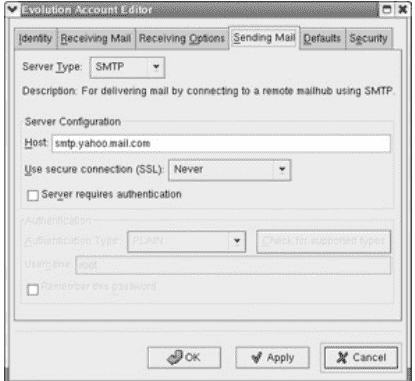 Evolution Account Editor
Identity Receiving Mail Receiving Options Sending Mail Defaults Security
Server Type: SMTP
Description: For delivering mail by connecting to a remote mailhub using SMTP.
Server Configuration
Host: smtp.yahoo.mail.com
Use secure connection (SSL): Never
Server requires authentication
Authentication
Authentication Type: PLAIN Check for supported types
Username: root
Remember this password
OK Apply Cancel